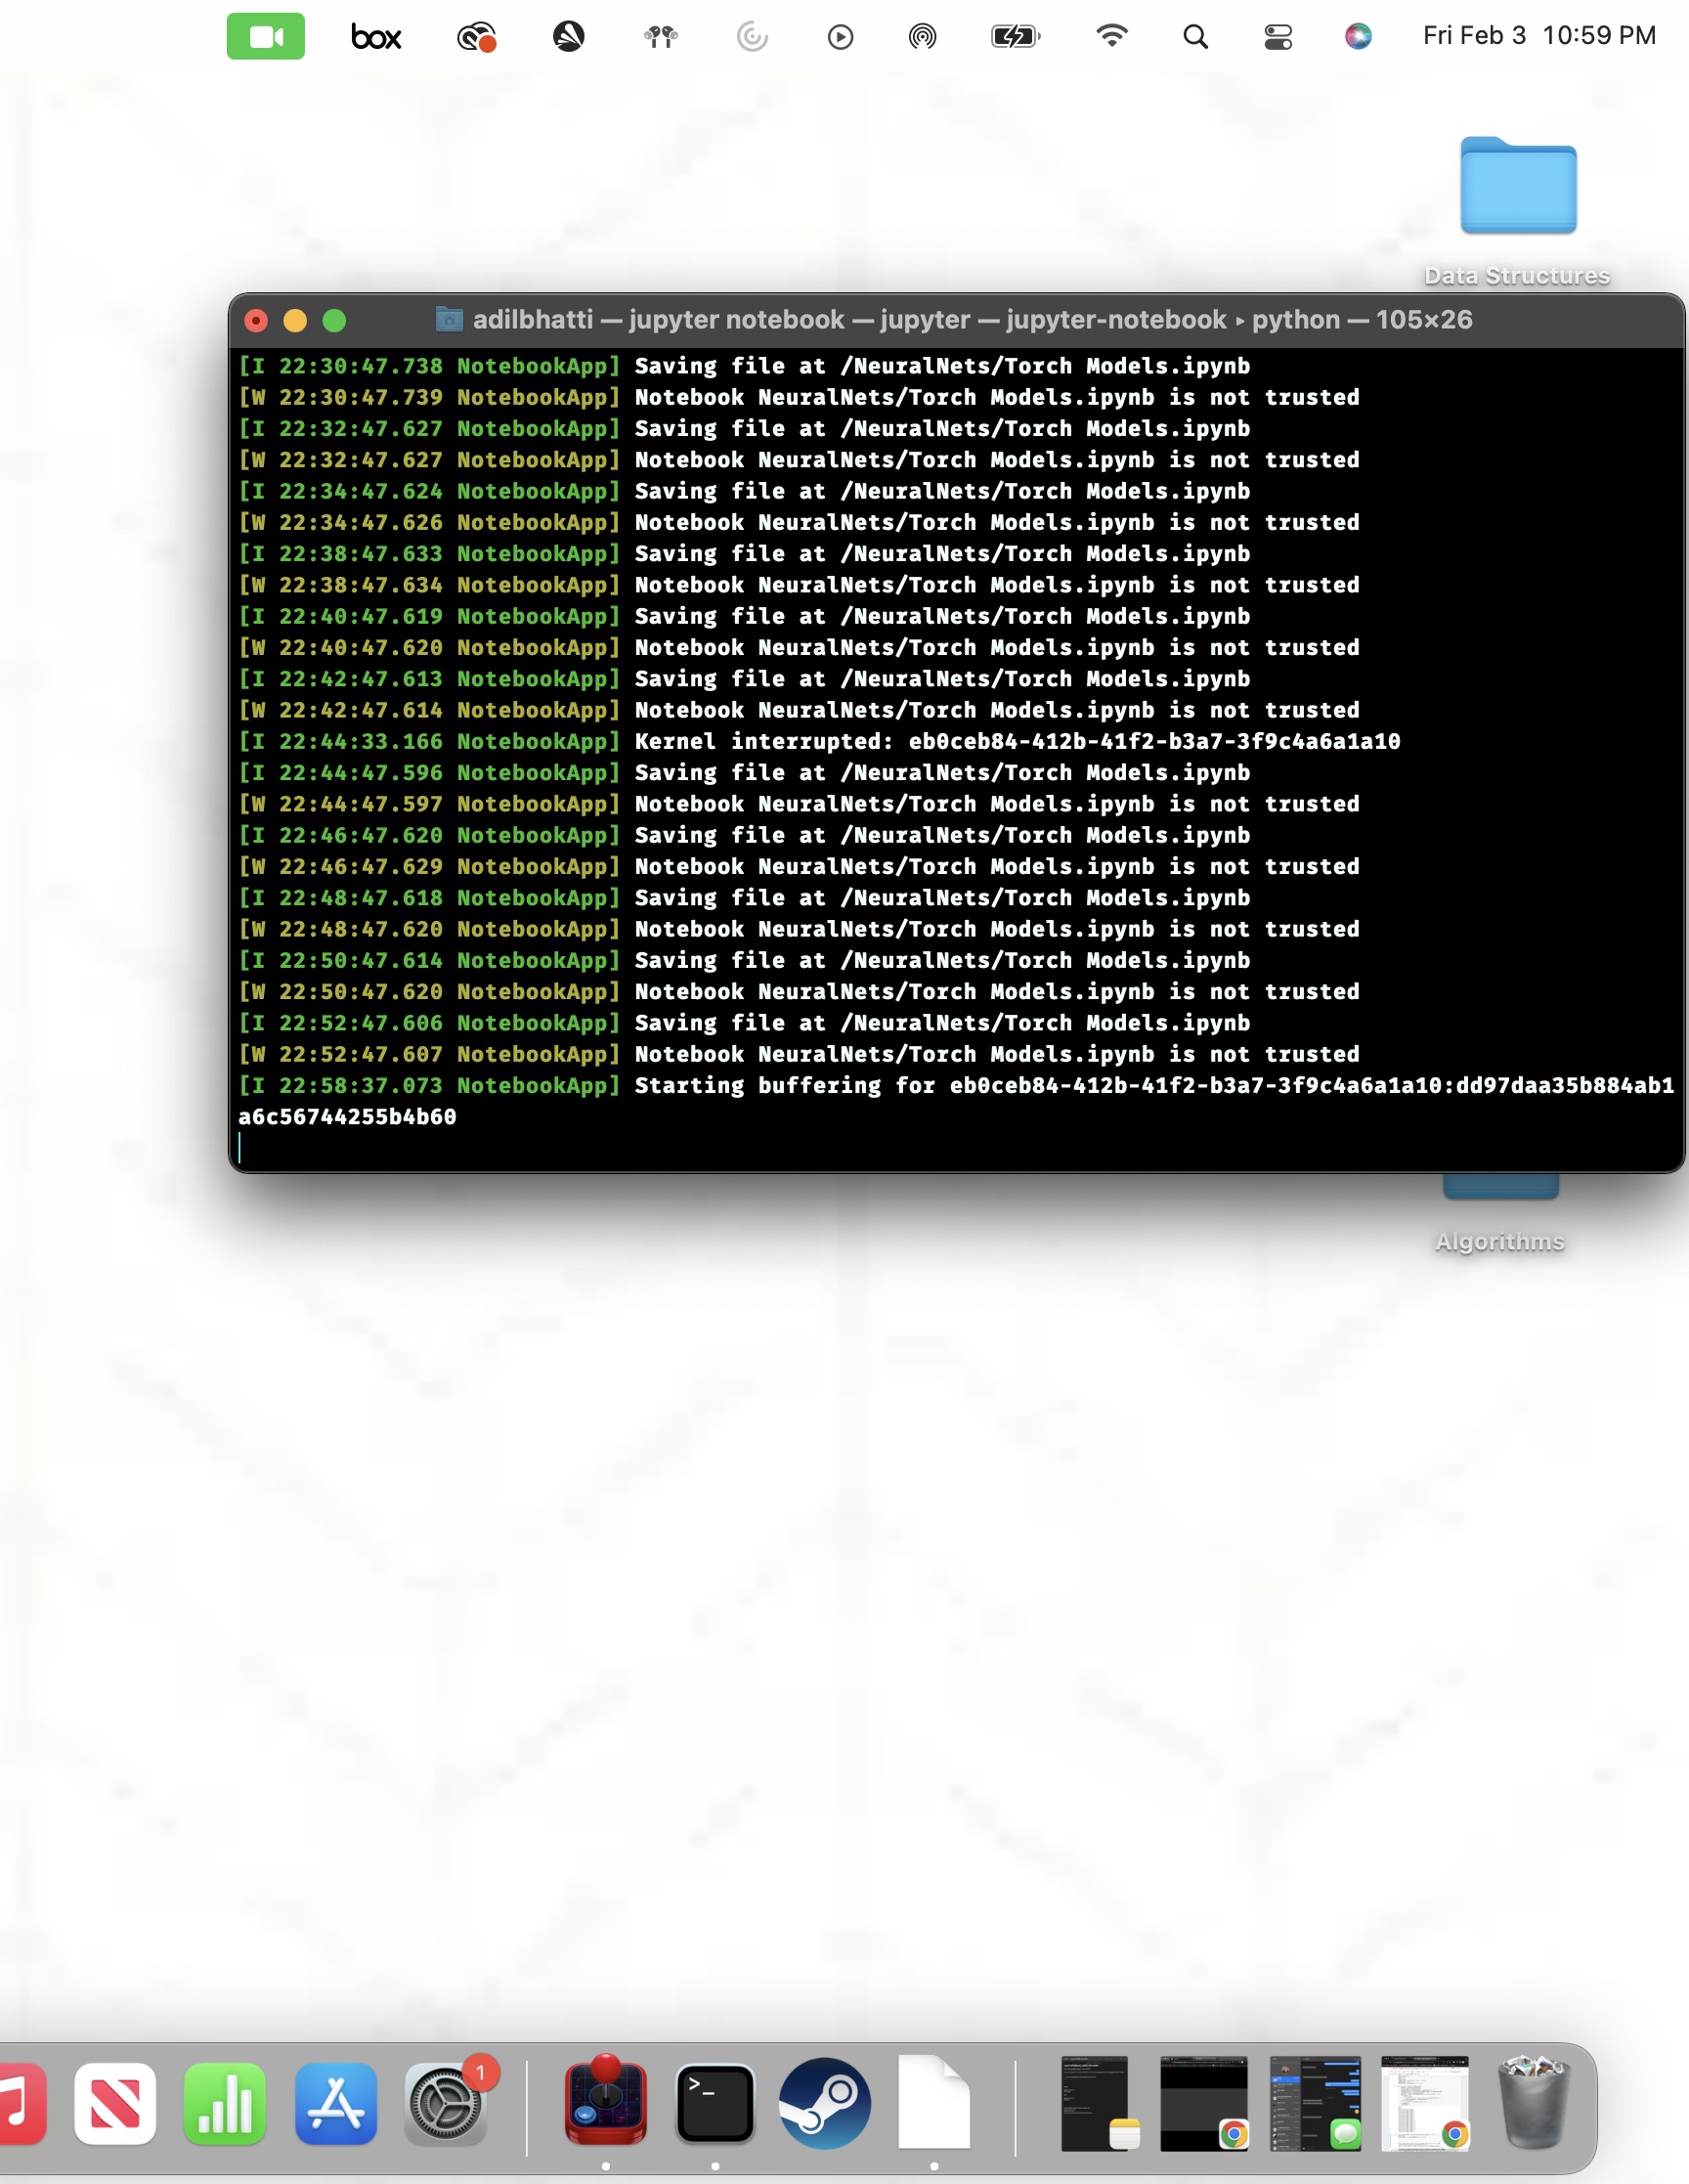 box
Fri Feb 3 10:59 PM
Data Structures
adilbhatti — jupyter notebook — jupyter — jupyter-notebook ▸ python — 105×26
[I 22:30:47.738 NotebookApp] Saving file at /NeuralNets/Torch Models.ipynb
[W 22:30:47.739 NotebookApp] Notebook NeuralNets/Torch Models.ipynb is not trusted
[I 22:32:47.627 NotebookApp] Saving file at /NeuralNets/Torch Models.ipynb
[W 22:32:47.627 NotebookApp] Notebook NeuralNets/Torch Models.ipynb is not trusted
[I 22:34:47.624 NotebookApp] Saving file at /NeuralNets/Torch Models.ipynb
[W 22:34:47.626 NotebookApp] Notebook NeuralNets/Torch Models.ipynb is not trusted
[I 22:38:47.633 NotebookApp] Saving file at /NeuralNets/Torch Models.ipynb
[W 22:38:47.634 NotebookApp] Notebook NeuralNets/Torch Models.ipynb is not trusted
[I 22:40:47.619 NotebookApp] Saving file at /NeuralNets/Torch Models.ipynb
[W 22:40:47.620 NotebookApp] Notebook NeuralNets/Torch Models.ipynb is not trusted
[I 22:42:47.613 NotebookApp] Saving file at /NeuralNets/Torch Models.ipynb
[W 22:42:47.614 NotebookApp] Notebook NeuralNets/Torch Models.ipynb is not trusted
[I 22:44:33.166 NotebookApp] Kernel interrupted: eb0ceb84-412b-41f2-b3a7-3f9c4a6a1a10
[I 22:44:47.596 NotebookApp] Saving file at /NeuralNets/Torch Models.ipynb
[W 22:44:47.597 NotebookApp] Notebook NeuralNets/Torch Models.ipynb is not trusted
[I 22:46:47.620 NotebookApp] Saving file at /NeuralNets/Torch Models.ipynb
[W 22:46:47.629 NotebookApp] Notebook NeuralNets/Torch Models.ipynb is not trusted
[I 22:48:47.618 NotebookApp] Saving file at /NeuralNets/Torch Models.ipynb
[W 22:48:47.620 NotebookApp] Notebook NeuralNets/Torch Models.ipynb is not trusted
[I 22:50:47.614 NotebookApp] Saving file at /NeuralNets/Torch Models.ipynb
[W 22:50:47.620 NotebookApp] Notebook NeuralNets/Torch Models.ipynb is not trusted
[I 22:52:47.606 NotebookApp] Saving file at /NeuralNets/Torch Models.ipynb
[W 22:52:47.607 NotebookApp] Notebook NeuralNets/Torch Models.ipynb is not trusted
[I 22:58:37.073 NotebookApp] Starting buffering for eb0ceb84-412b-41f2-b3a7-3f9c4a6a1a10:dd97daa35b884ab1
a6c56744255b4b60
Algorithms
1
>_